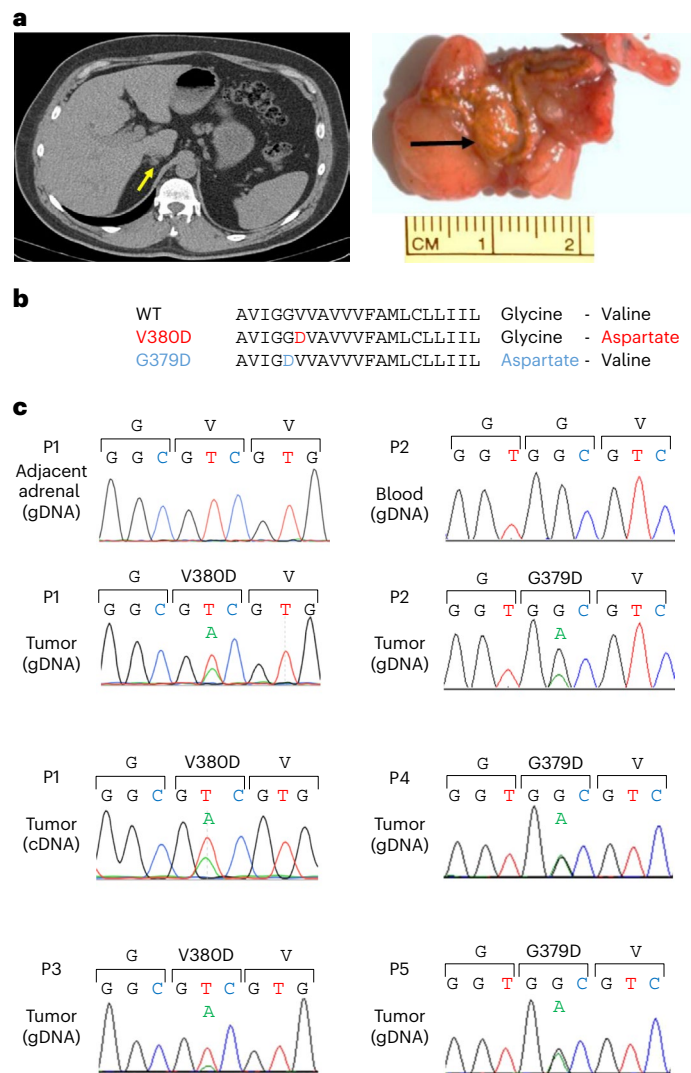 a
CM 1 2
b
WT AVIGGVVAVVVFAMLCLLIIL Glycine - Valine
V380D AVIGGDVAVVVFAMLCLLIIL Glycine - Aspartate
G379D AVIGDVVAVVVFAMLCLLIIL Aspartate - Valine
c
P1
Adjacent
adrenal
(gDNA)
G V V
G G C G T C G T G
P2
Blood
(gDNA)
G G V
G G T G G C G T C
P1
Tumor
(gDNA)
G V380D V
G G C G T C G T G
A
P2
Tumor
(gDNA)
G G379D V
G G T G G C G T C
A
P1
Tumor
(cDNA)
G V380D V
G G C G T C G T G
A
P4
Tumor
(gDNA)
G G379D V
G G T G G C G T C
A
P3
Tumor
(gDNA)
G V380D V
G G C G T C G T G
A
P5
Tumor
(gDNA)
G G379D V
G G T G G C G T C
A